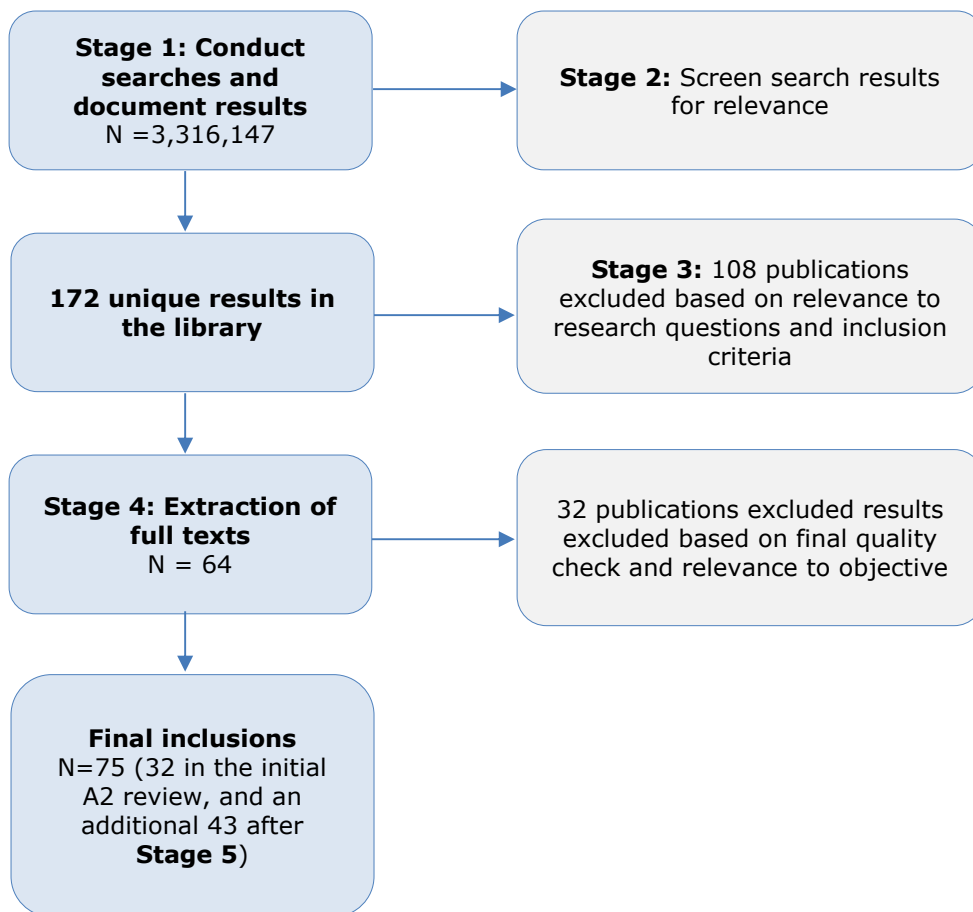 Stage 1: Conduct
searches and
document results
N =3,316,147
Stage 2: Screen search results
for relevance
172 unique results in
the library
Stage 3: 108 publications
excluded based on relevance to
research questions and inclusion
criteria
Stage 4: Extraction of
full texts
N = 64
32 publications excluded results
excluded based on final quality
check and relevance to objective
Final inclusions
N=75 (32 in the initial
A2 review, and an
additional 43 after
Stage 5)